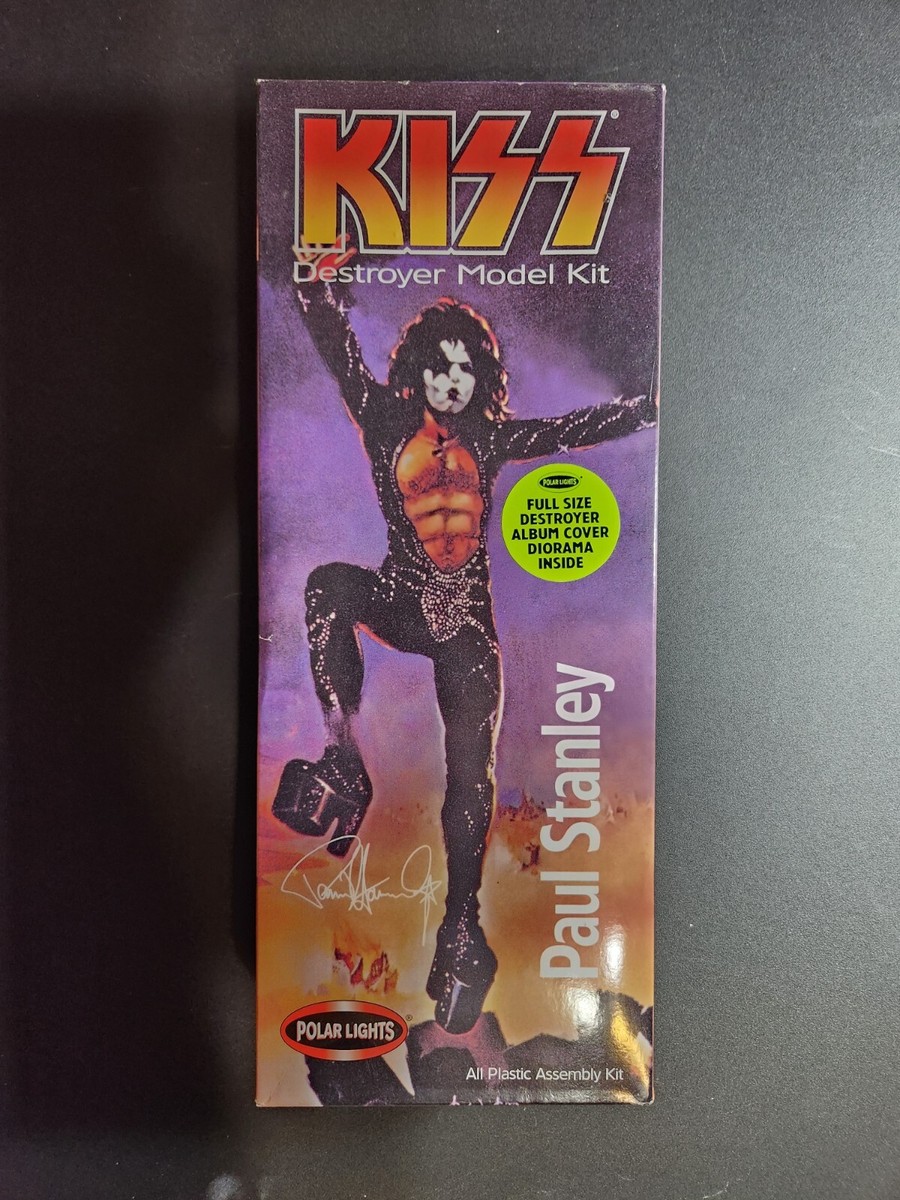 KISS®
Destroyer Model Kit
POLAR LIGHTS
FULL SIZE
DESTROYER
ALBUM COVER
DIORAMA
INSIDE
Paul Stanley
POLAR LIGHTS®
All Plastic Assembly Kit